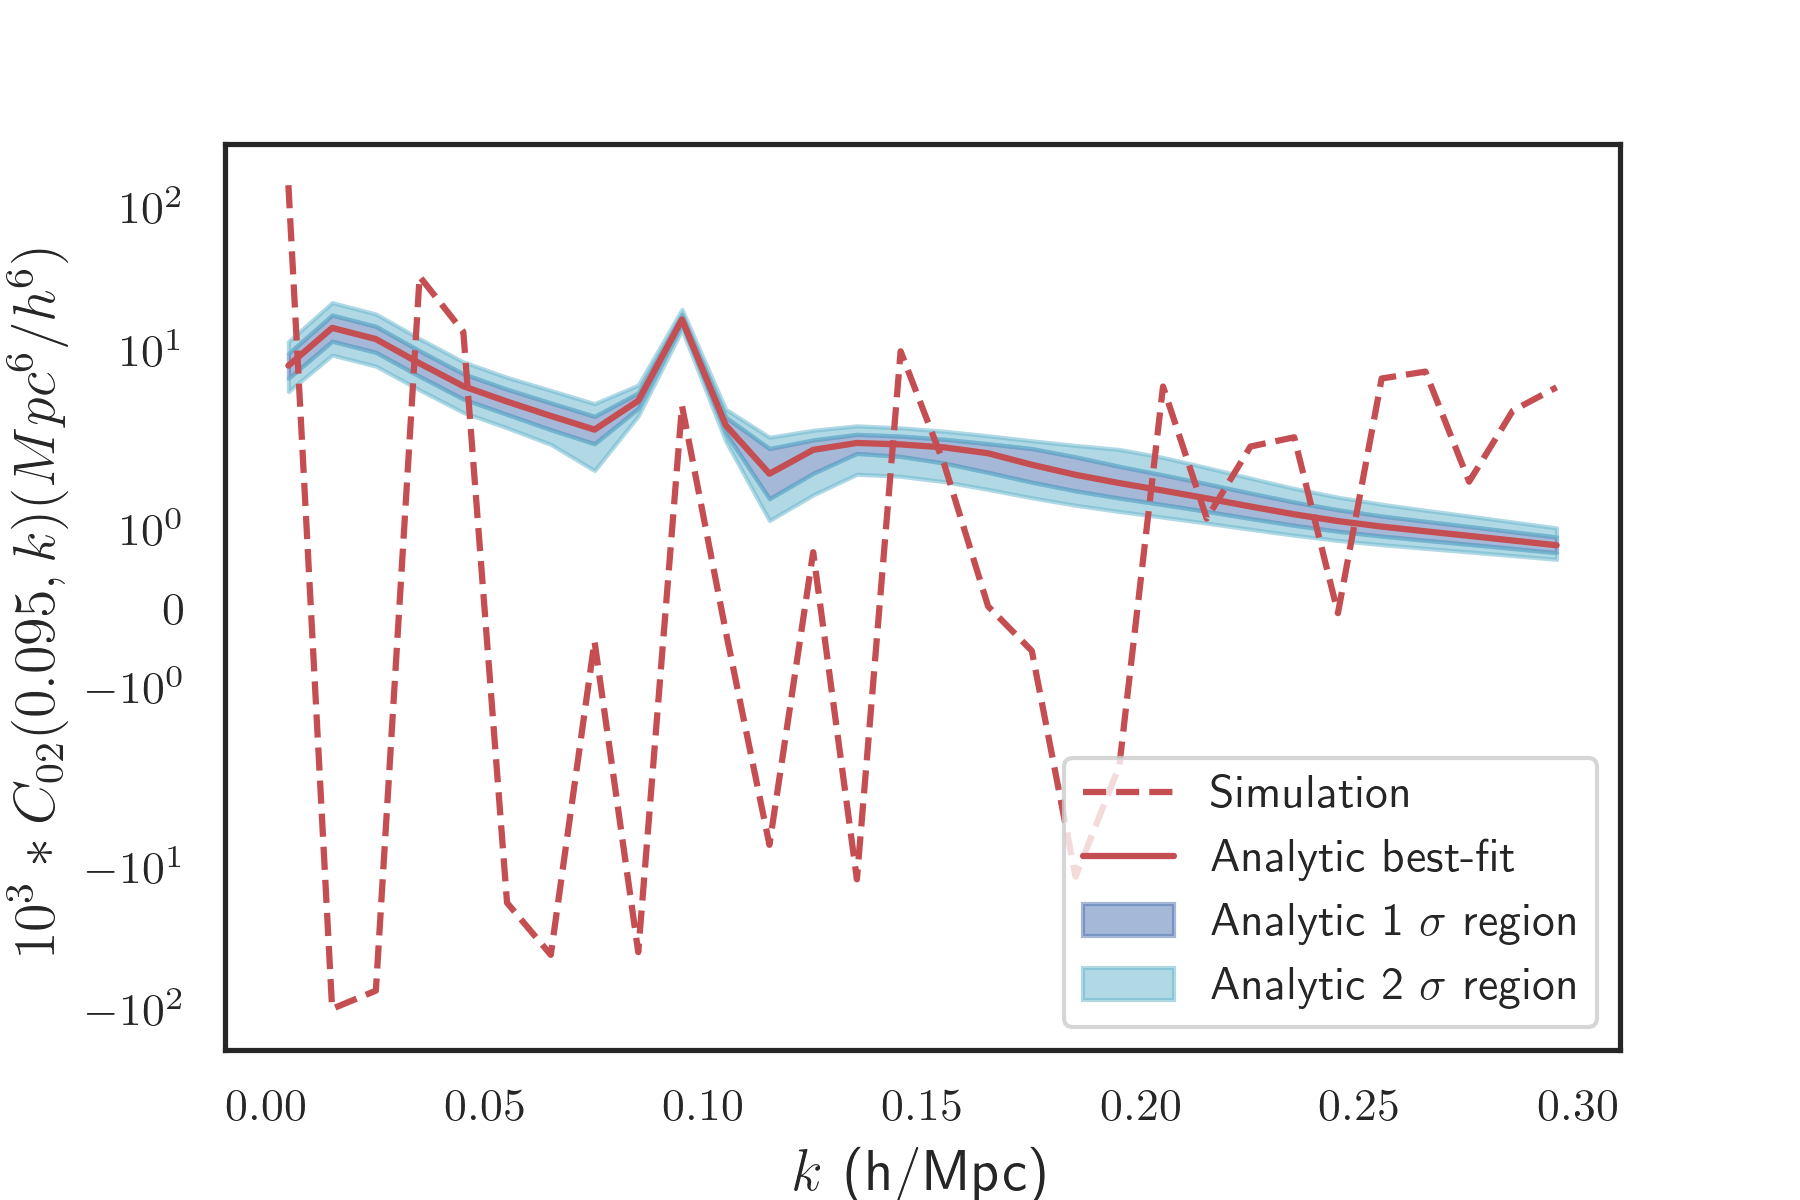 10^3 * C_02(0.095, k)(Mpc^6/h^6)
10^2
10^1
10^0
0
−10^0
−10^1
−10^2
Simulation
Analytic best-fit
Analytic 1 σ region
Analytic 2 σ region
0.00 0.05 0.10 0.15 0.20 0.25 0.30
k (h/Mpc)